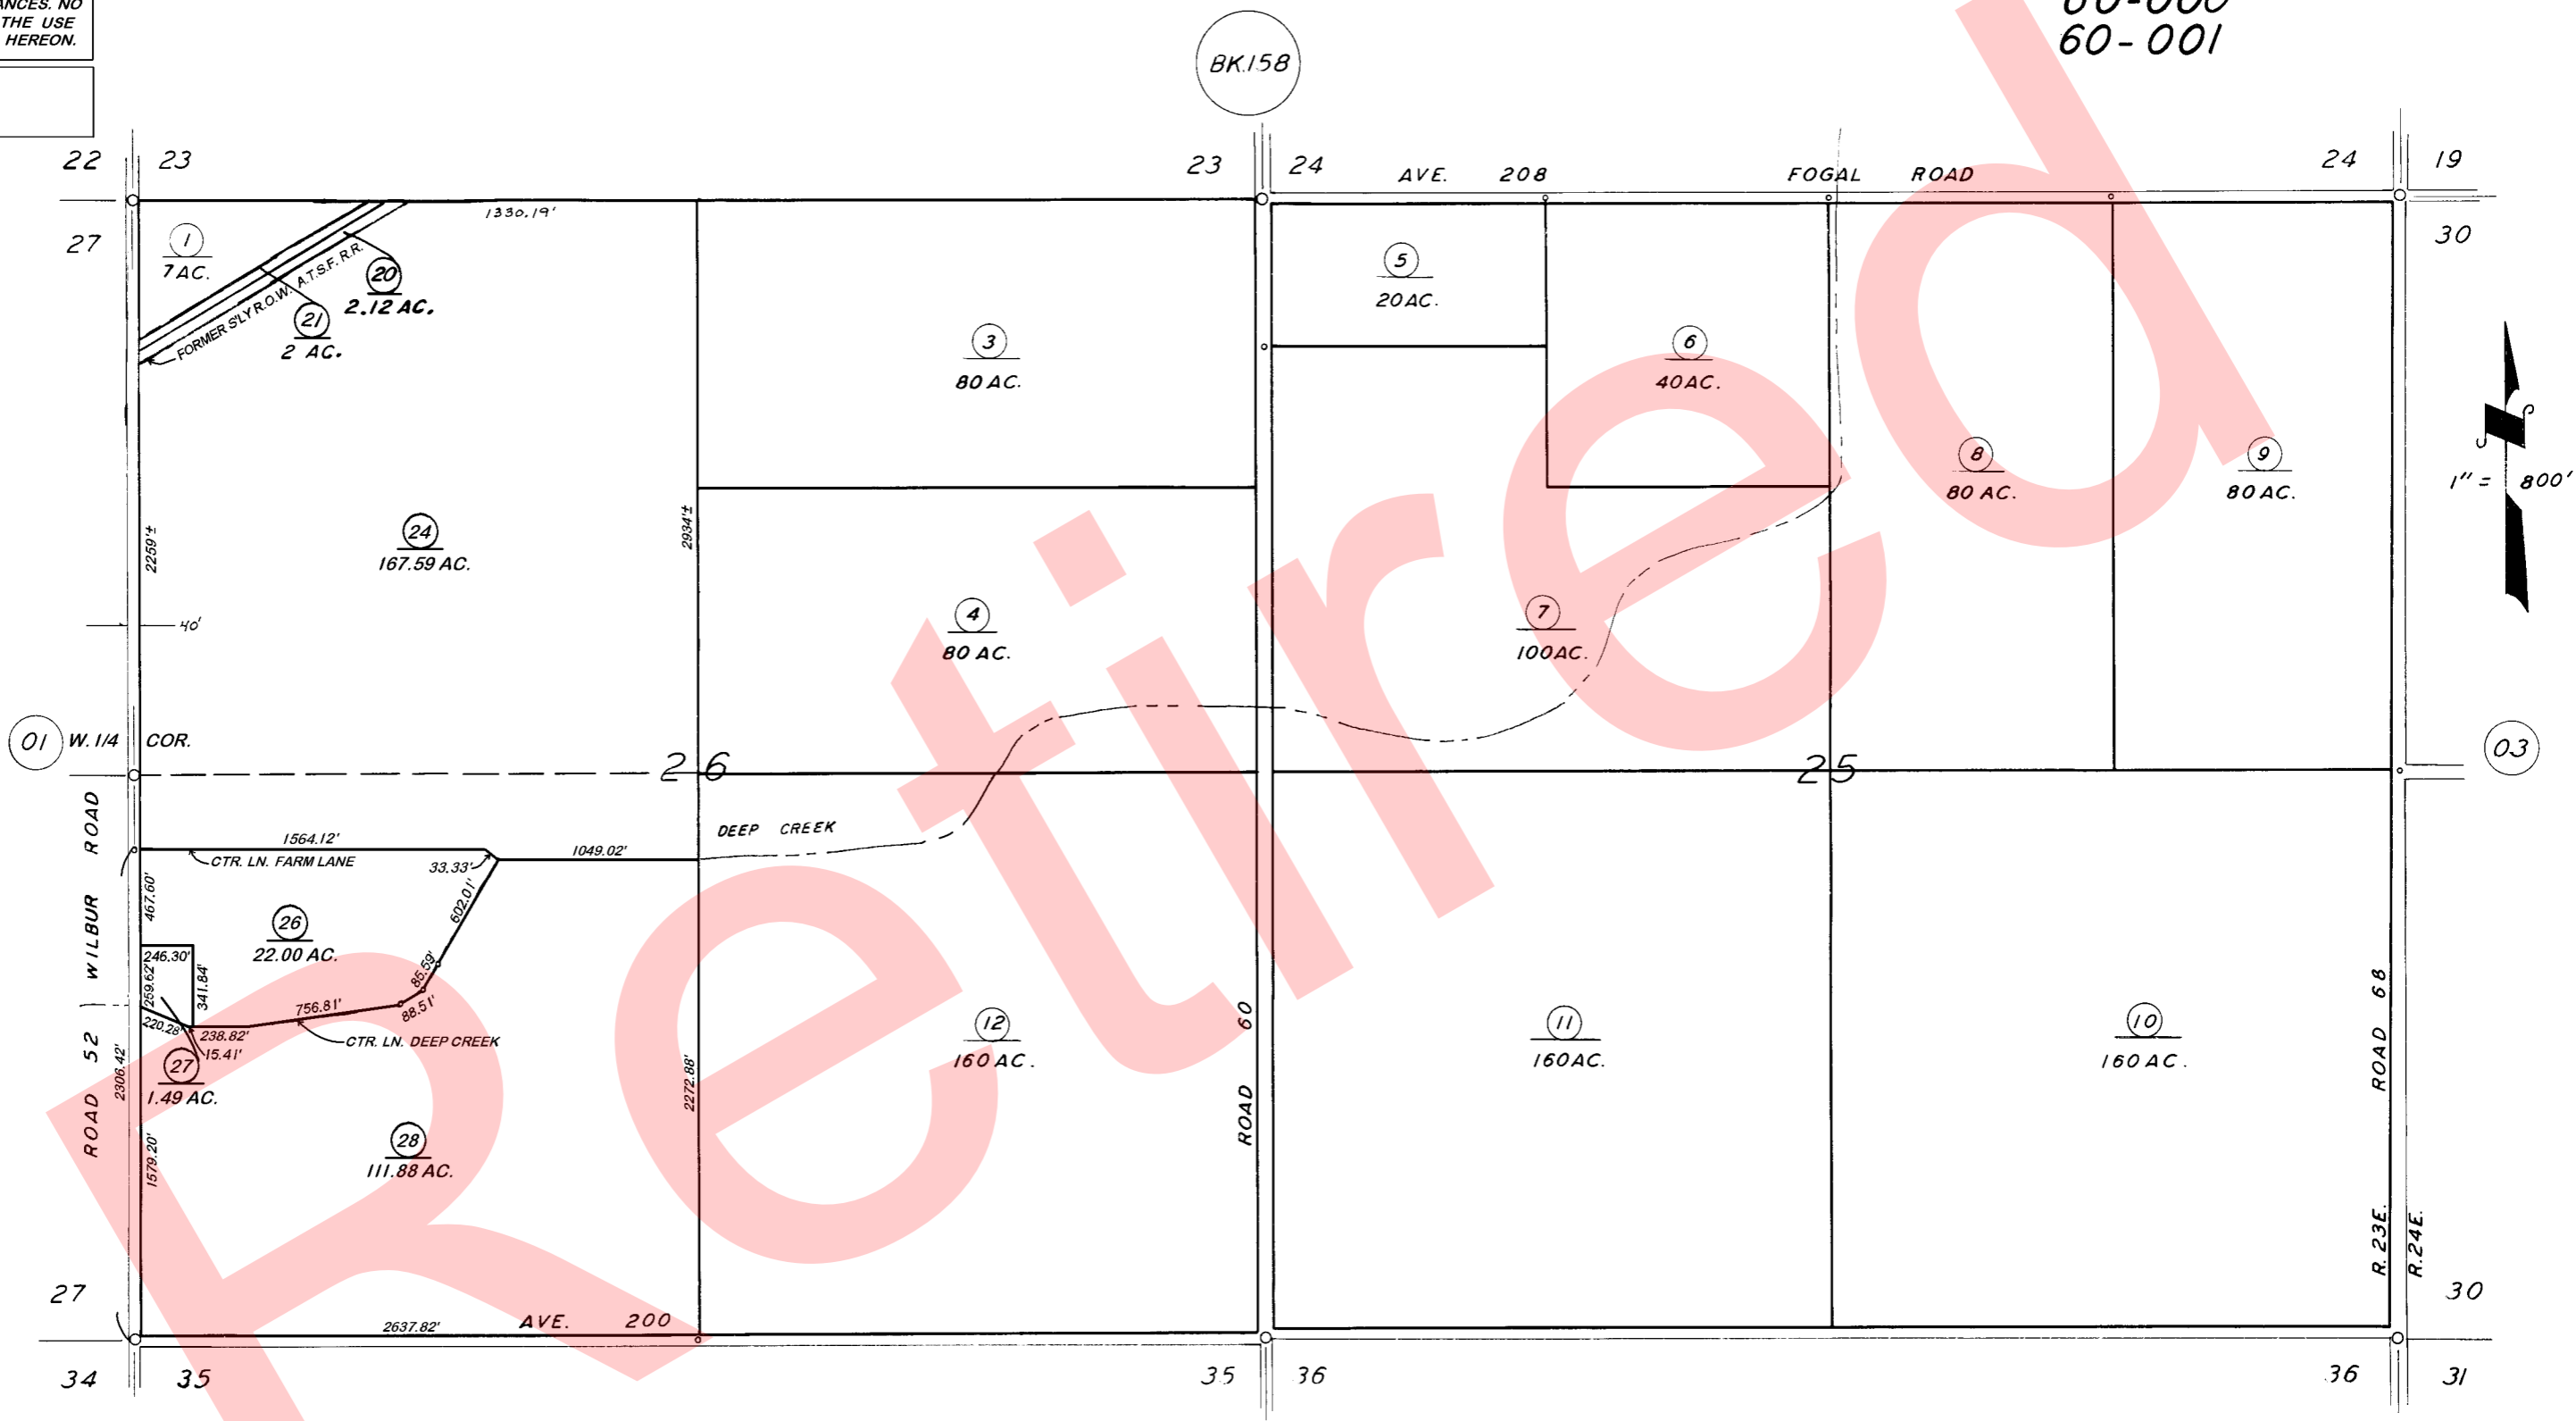 ANCES. NO
THE USE
HEREON.
60-000
60-001
BK.158
22 23
23 24
AVE. 208
FOGAL ROAD
24 19
27
30
1330.19'
1
7 AC.
20
2.12 AC.
21
2 AC.
FORMER S'LY R.O.W. A.T.S.F. R.R.
3
80 AC.
5
20 AC.
6
40 AC.
8
80 AC.
9
80 AC.
1" = 800'
2259'±
24
167.59 AC.
2934'±
40'
4
80 AC.
7
100 AC.
01
W. 1/4 COR.
26
25
03
ROAD 52 WILBUR ROAD
1564.12'
CTR. LN. FARM LANE
33.33'
1049.02'
DEEP CREEK
467.60'
602.01'
26
22.00 AC.
246.30'
259.62'
341.84'
85.59'
88.51'
756.81'
220.28'
238.82'
15.41'
CTR. LN. DEEP CREEK
27
1.49 AC.
2306.42'
1579.20'
2272.88'
28
111.88 AC.
12
160 AC.
ROAD 60
11
160 AC.
10
160 AC.
ROAD 68
R. 23E.
R. 24E.
27
30
2637.82'
AVE. 200
34 35
35 36
36 31
Retired